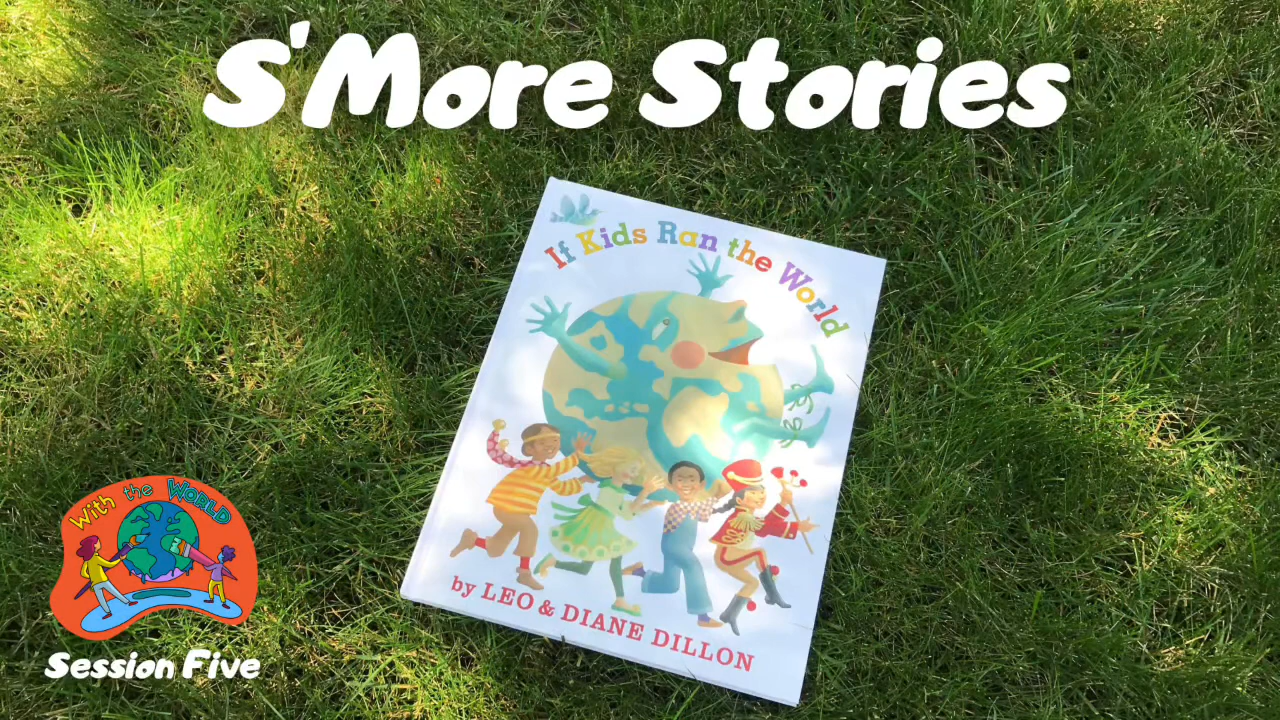 S'More Stories
If Kids Ran the World
by LEO & DIANE DILLON
With the WORLD
Session Five